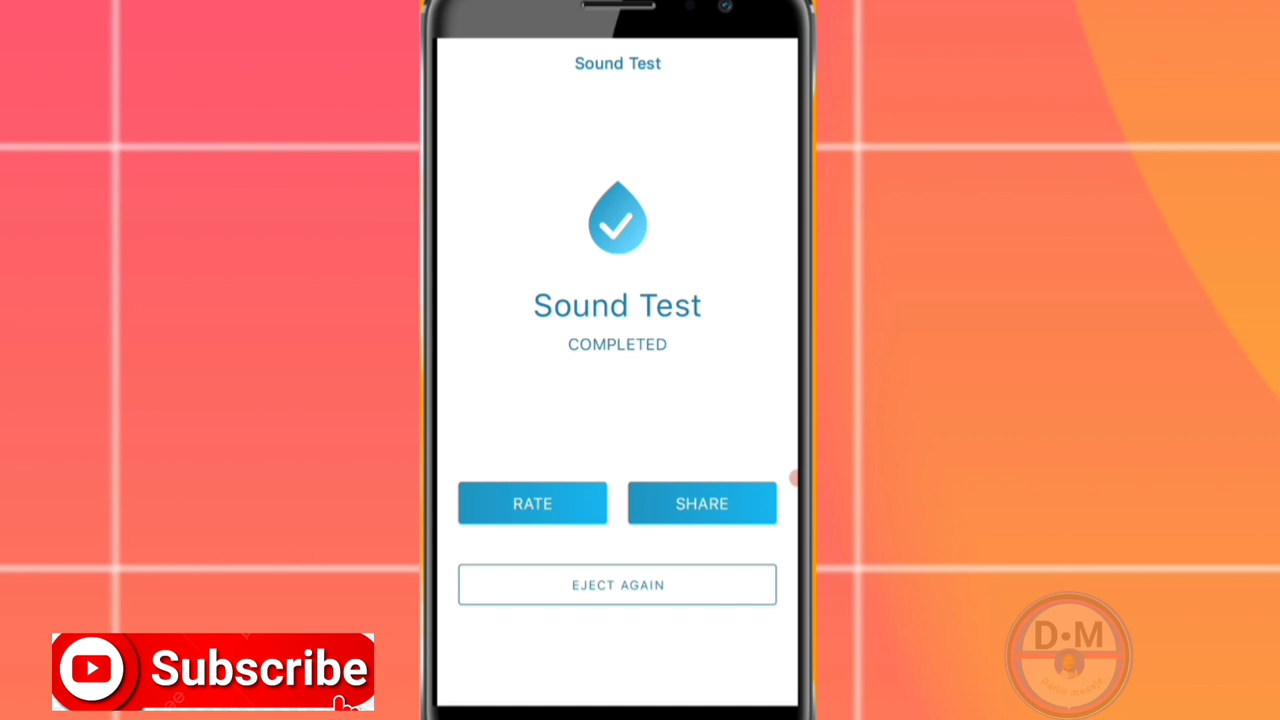 Sound Test
Sound Test
COMPLETED
RATE
SHARE
EJECT AGAIN
Subscribe
D•M